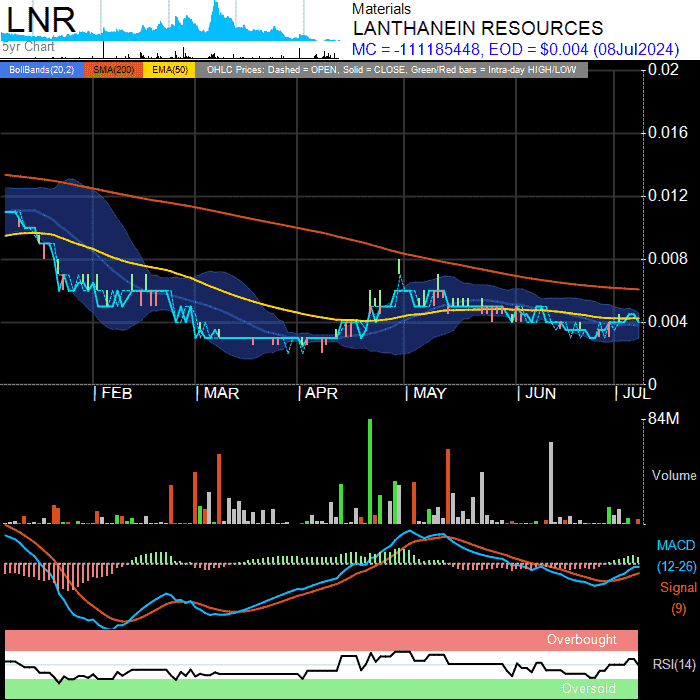 LNR
5yr Chart
Materials
LANTHANEIN RESOURCES
MC = -111185448, EOD = $0.004 (08Jul2024)
BollBands(20,2) SMA(200) EMA(50) OHLC Prices: Dashed = OPEN, Solid = CLOSE, Green/Red bars = Intra-day HIGH/LOW
0.02
0.016
0.012
0.008
0.004
0
FEB MAR APR MAY JUN JUL
84M
Volume
MACD
(12-26)
Signal
(9)
Overbought
RSI(14)
Oversold